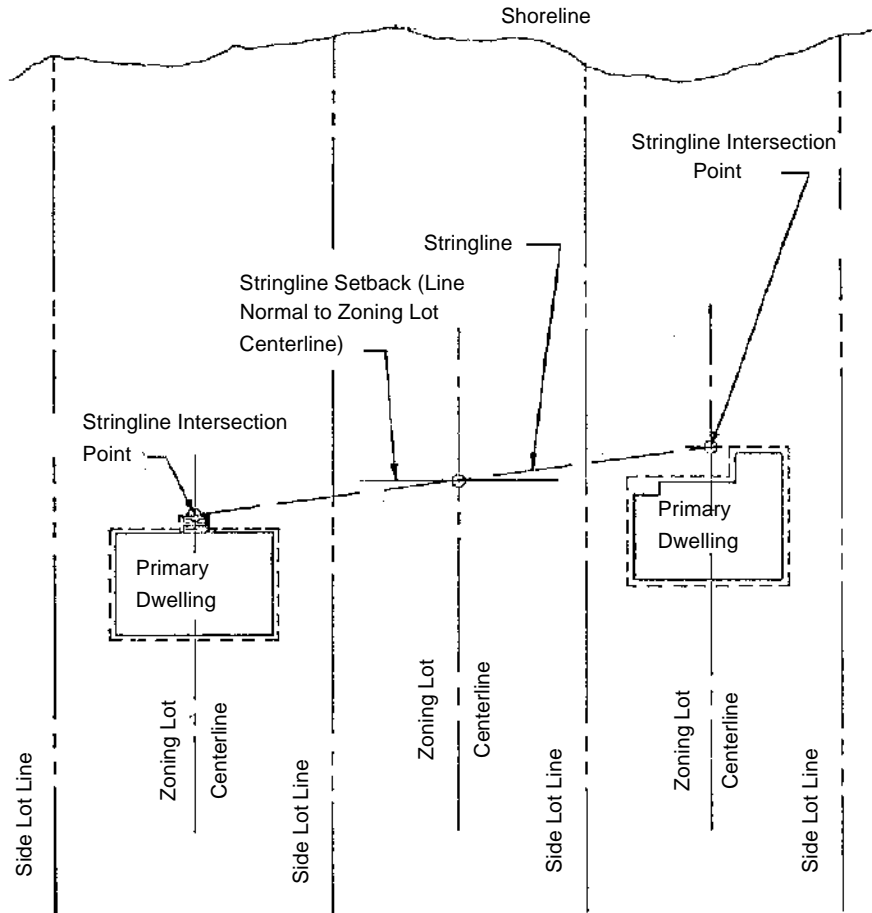 Shoreline
Stringline Intersection
Point
Stringline
Stringline Setback (Line
Normal to Zoning Lot
Centerline)
Stringline Intersection
Point
Primary
Dwelling
Primary
Dwelling
Side Lot Line
Zoning Lot
Centerline
Side Lot Line
Zoning Lot
Centerline
Side Lot Line
Zoning Lot
Centerline
Side Lot Line